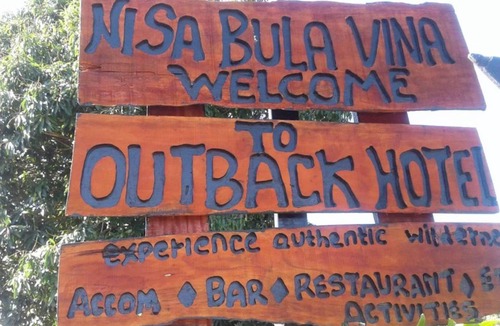 NISA BULA VINA
WELCOME
TO
OUTBACK HOTEL
experience authentic
ACCOM ◆ BAR ◆ RESTAURANT ◆
ACTIVITIES